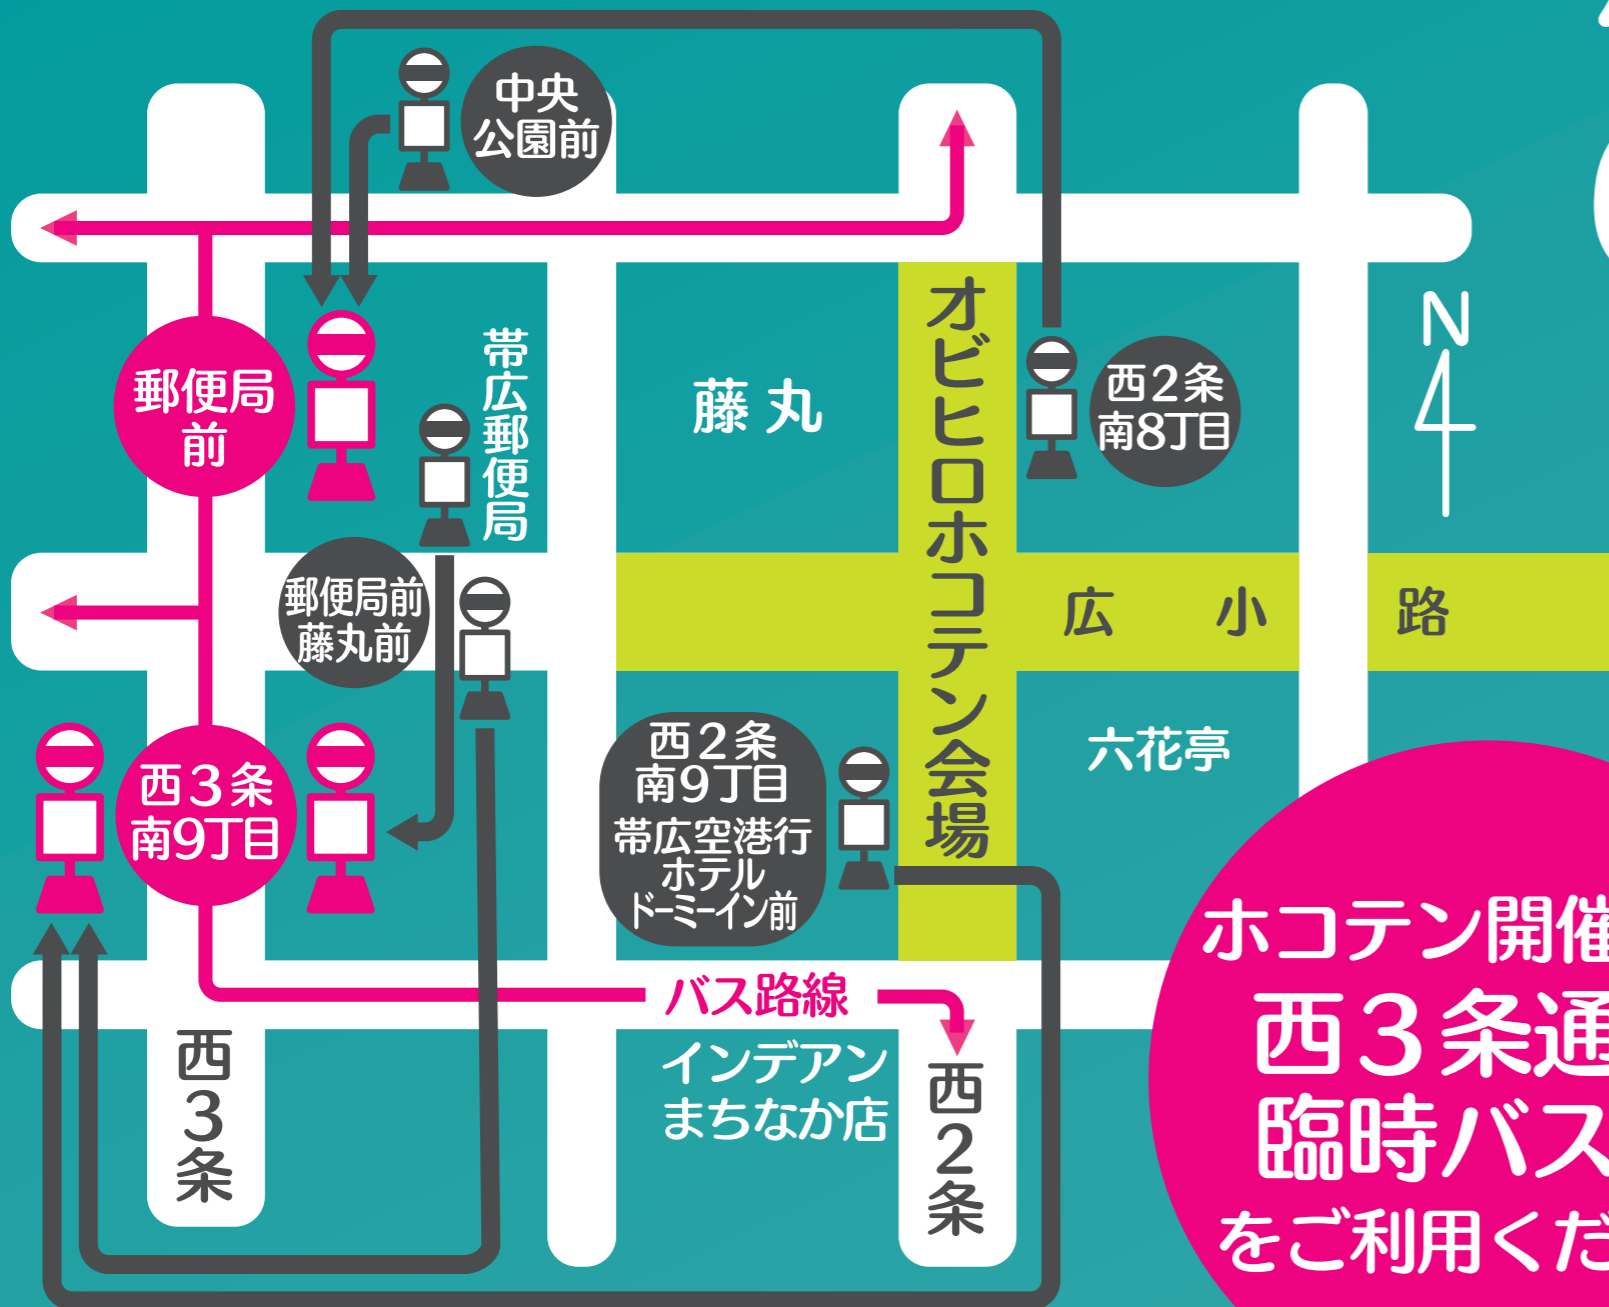 中央
公園前
郵便局
前
帯広郵便局
藤丸
オビヒロホコテン会場
西2条
南8丁目
N
郵便局前
藤丸前
広小路
西3条
南9丁目
西2条
南9丁目
帯広空港行
ホテル
ドーミーイン前
六花亭
バス路線
インデアン
まちなか店
西3条
西2条
ホコテン開催
西3条通
臨時バス
をご利用くだ